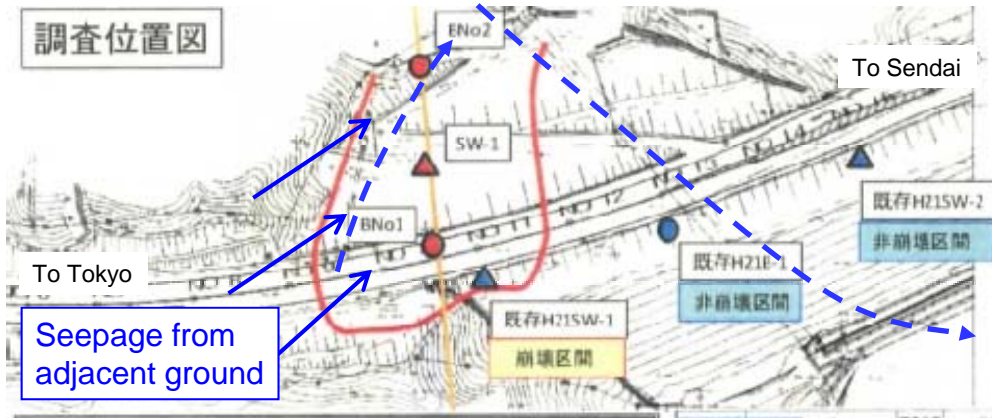 調査位置図
ENo2
To Sendai
SW-1
BNo1
既存H21SW-2
非崩壊区間
既存H21B-1
非崩壊区間
To Tokyo
Seepage from
adjacent ground
既存H21SW-1
崩壊区間